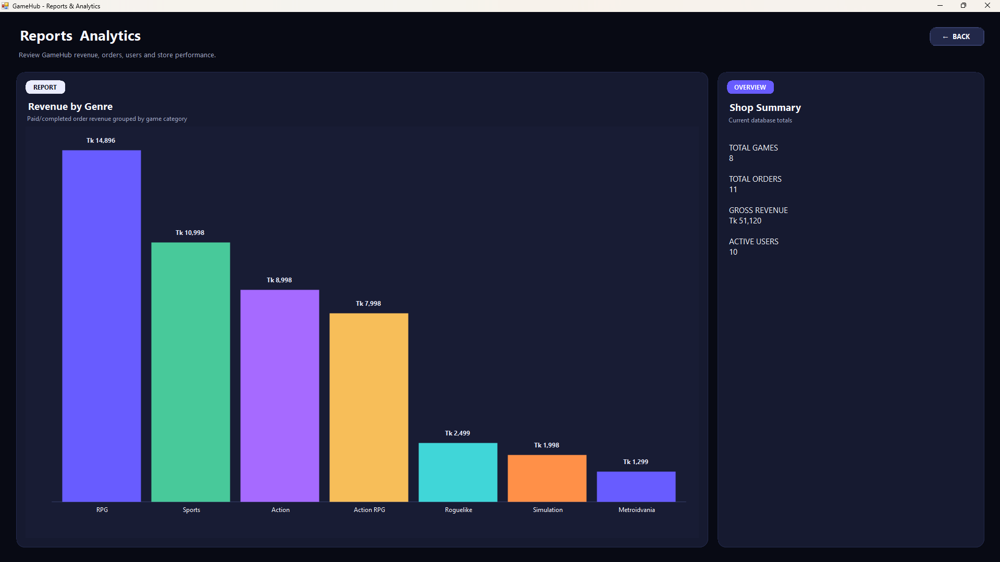 GameHub - Reports & Analytics
Reports  Analytics
← BACK
Review GameHub revenue, orders, users and store performance.
REPORT
Revenue by Genre
Paid/completed order revenue grouped by game category
Tk 14,896
Tk 10,998
Tk 8,998
Tk 7,998
Tk 2,499
Tk 1,998
Tk 1,299
RPG
Sports
Action
Action RPG
Roguelike
Simulation
Metroidvania
OVERVIEW
Shop Summary
Current database totals
TOTAL GAMES
8
TOTAL ORDERS
11
GROSS REVENUE
Tk 51,120
ACTIVE USERS
10